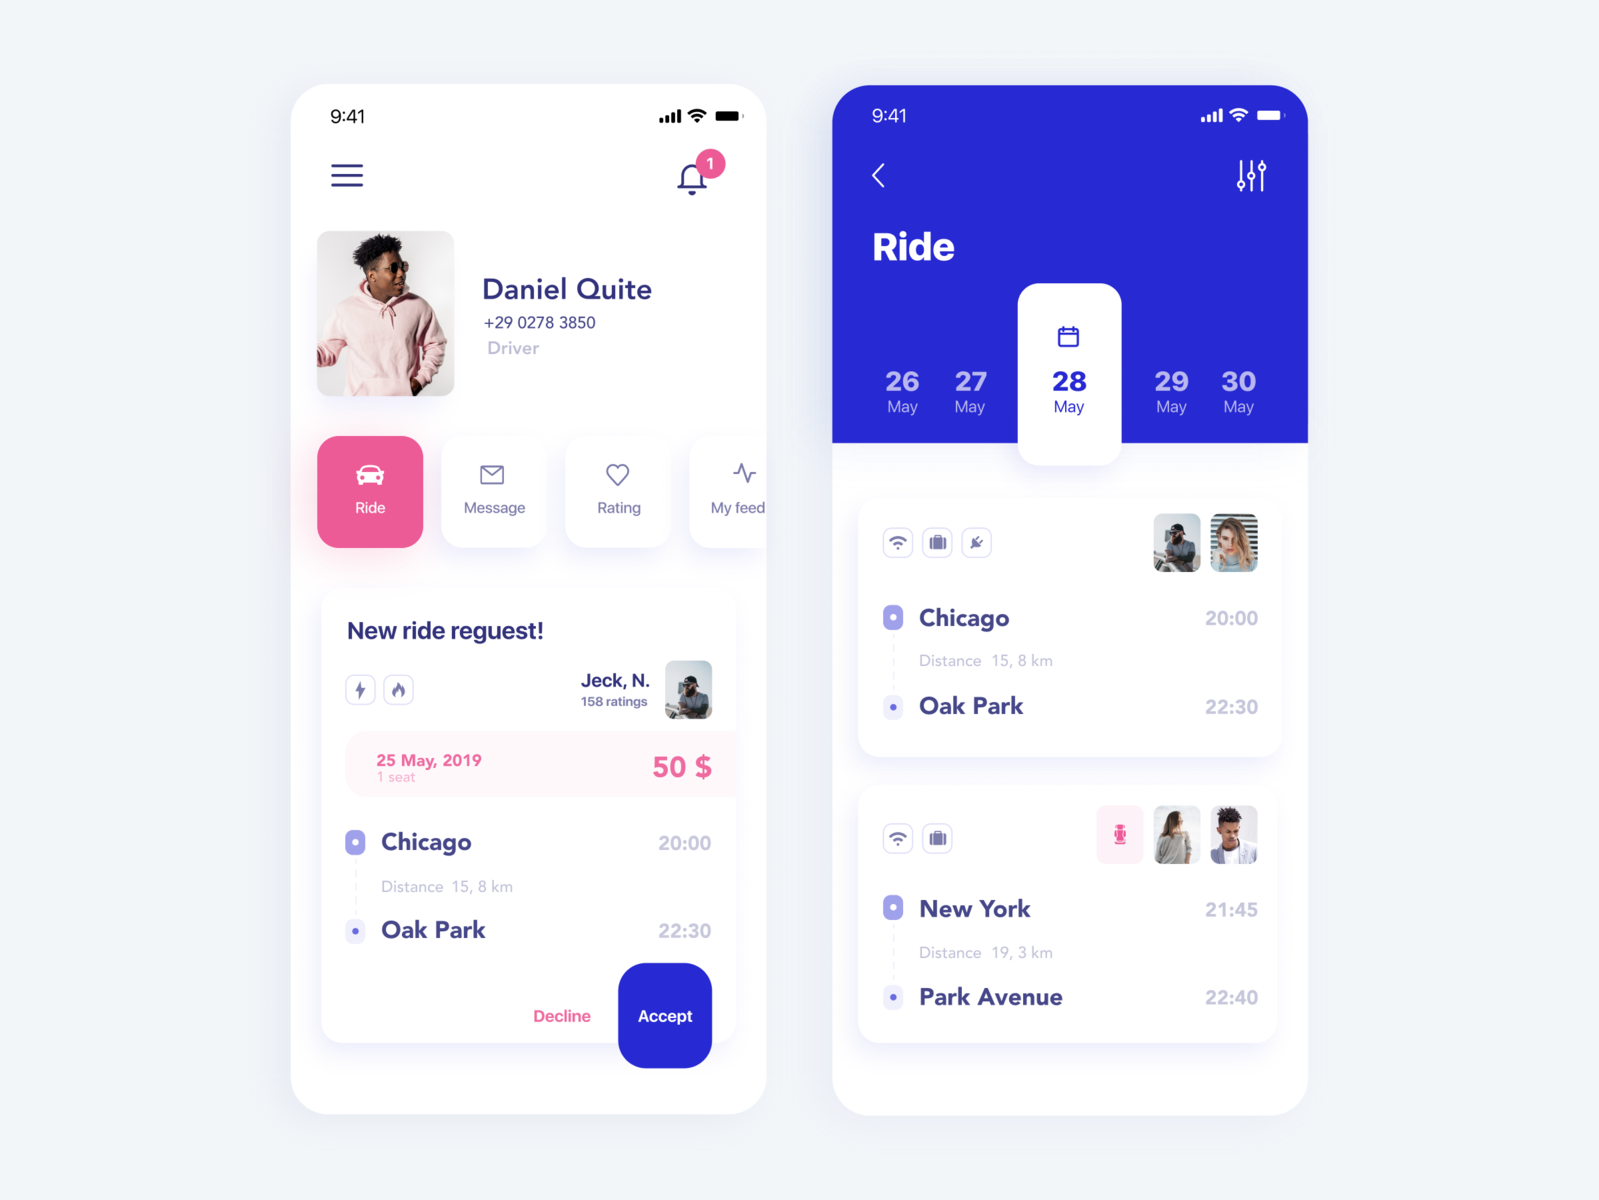 9:41
1
Daniel Quite
+29 0278 3850
Driver
Ride
Message
Rating
My feed
New ride reguest!
Jeck, N.
158 ratings
25 May, 2019
1 seat
50 $
Chicago 20:00
Distance 15, 8 km
Oak Park 22:30
Decline
Accept
9:41
Ride
26 27 28 29 30
May May May May May
Chicago 20:00
Distance 15, 8 km
Oak Park 22:30
New York 21:45
Distance 19, 3 km
Park Avenue 22:40